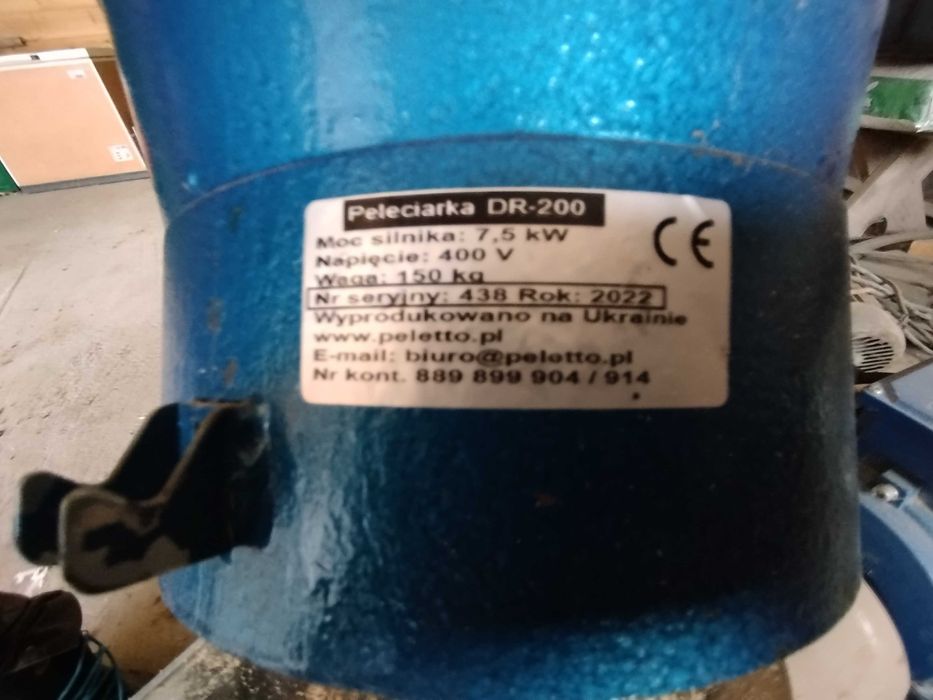 Peleciarka DR-200
Moc silnika: 7,5 kW
Napięcie: 400 V
Waga: 150 kg
Nr seryjny: 438 Rok: 2022
Wyprodukowano na Ukrainie
www.peletto.pl
E-mail: biuro@peletto.pl
Nr kont. 889 899 904 / 914
CE